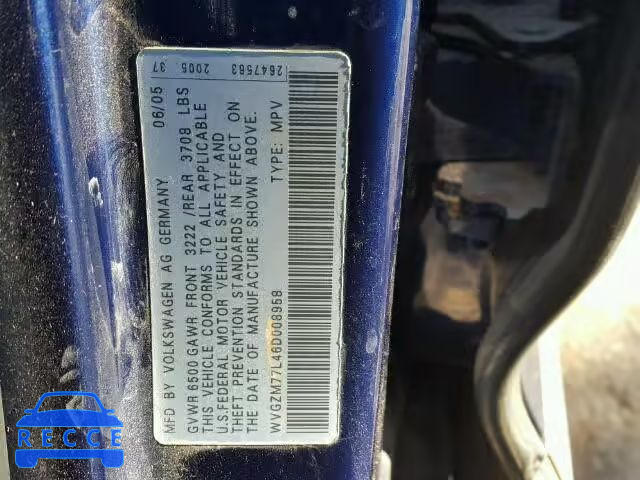 MFD BY VOLKSWAGEN AG GERMANY 06/05
GVWR 6500 GAWR FRONT 3222 /REAR 3708 LBS
THIS VEHICLE CONFORMS TO ALL APPLICABLE
U.S.FEDERAL MOTOR VEHICLE SAFETY AND
THEFT PREVENTION STANDARDS IN EFFECT ON
THE DATE OF MANUFACTURE SHOWN ABOVE.
WVGZM77L46D008958 TYPE: MPV
37 2005 2647563
RECCE